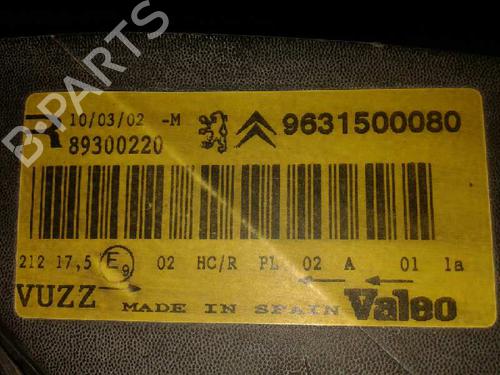 R 10/03/02 -M 9631500080
89300220
212 17,5 E9 02 HC/R PL 02 A 01 1a
VUZZ MADE IN SPAIN Valeo
B-PARTS